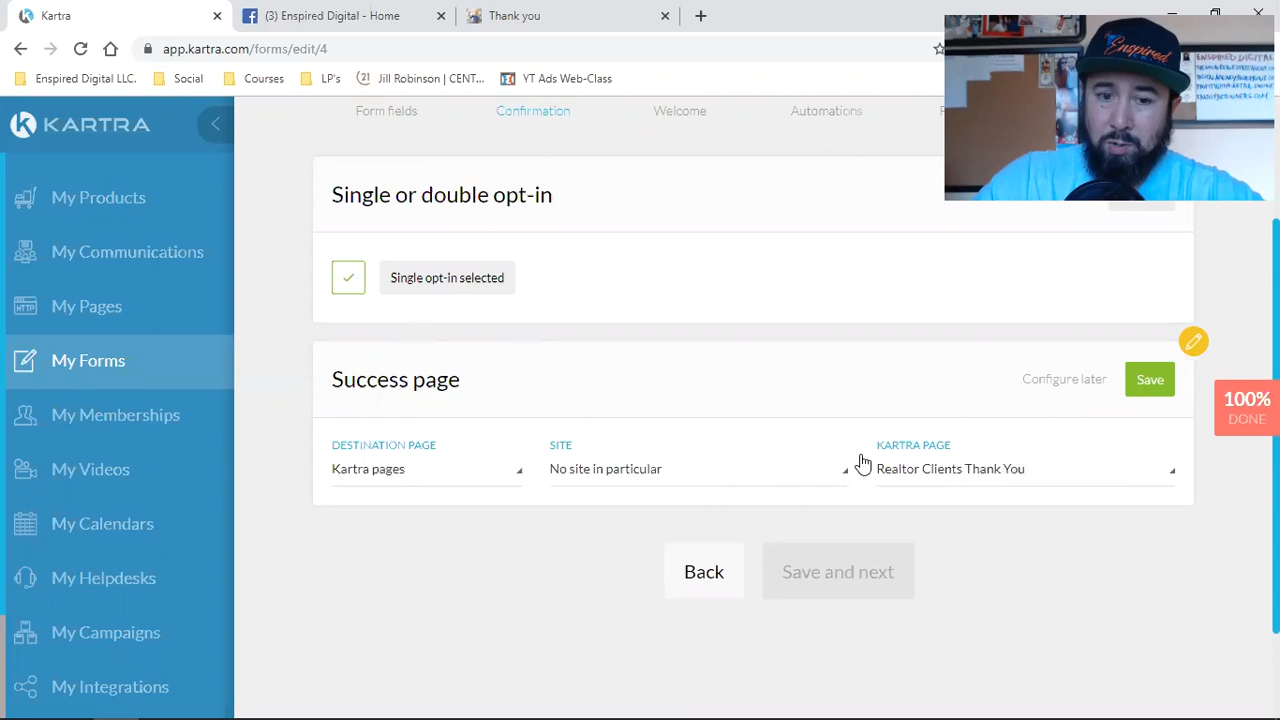 Kartra
(3) Enspired Digital - Home
Thank you
app.kartra.com/forms/edit/4
Enspired Digital LLC.
Social
Courses
LP's
Jill Robinson | CENT...
Web-Class
Enspired
ENSPIRED DIGITAL
KARTRA
Form fields
Confirmation
Welcome
Automations
My Products
My Communications
My Pages
My Forms
My Memberships
My Videos
My Calendars
My Helpdesks
My Campaigns
My Integrations
Single or double opt-in
Single opt-in selected
Success page
Configure later
Save
DESTINATION PAGE
SITE
KARTRA PAGE
Kartra pages
No site in particular
Realtor Clients Thank You
Back
Save and next
100%
DONE